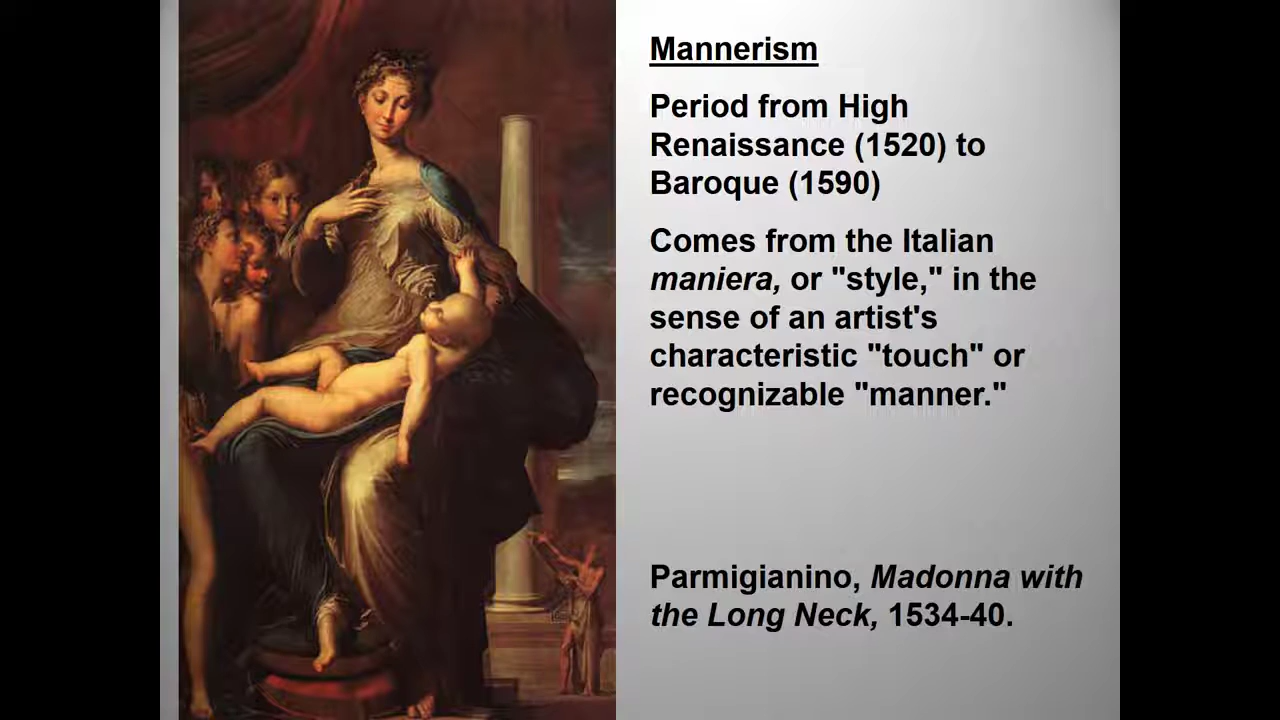 Mannerism
Period from High
Renaissance (1520) to
Baroque (1590)
Comes from the Italian
maniera, or "style," in the
sense of an artist's
characteristic "touch" or
recognizable "manner."
Parmigianino, Madonna with
the Long Neck, 1534-40.